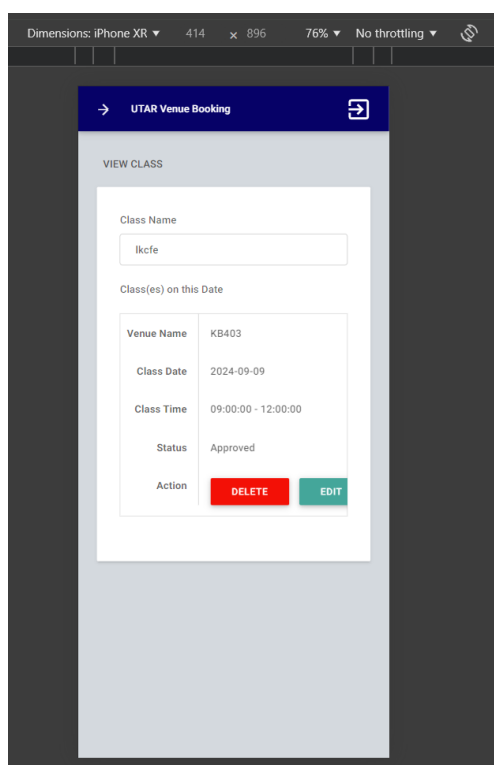 Dimensions: iPhone XR ▼ 414 × 896 76% ▼ No throttling ▼
UTAR Venue Booking
VIEW CLASS
Class Name
lkcfe
Class(es) on this Date
Venue Name KB403
Class Date 2024-09-09
Class Time 09:00:00 - 12:00:00
Status Approved
Action DELETE EDIT